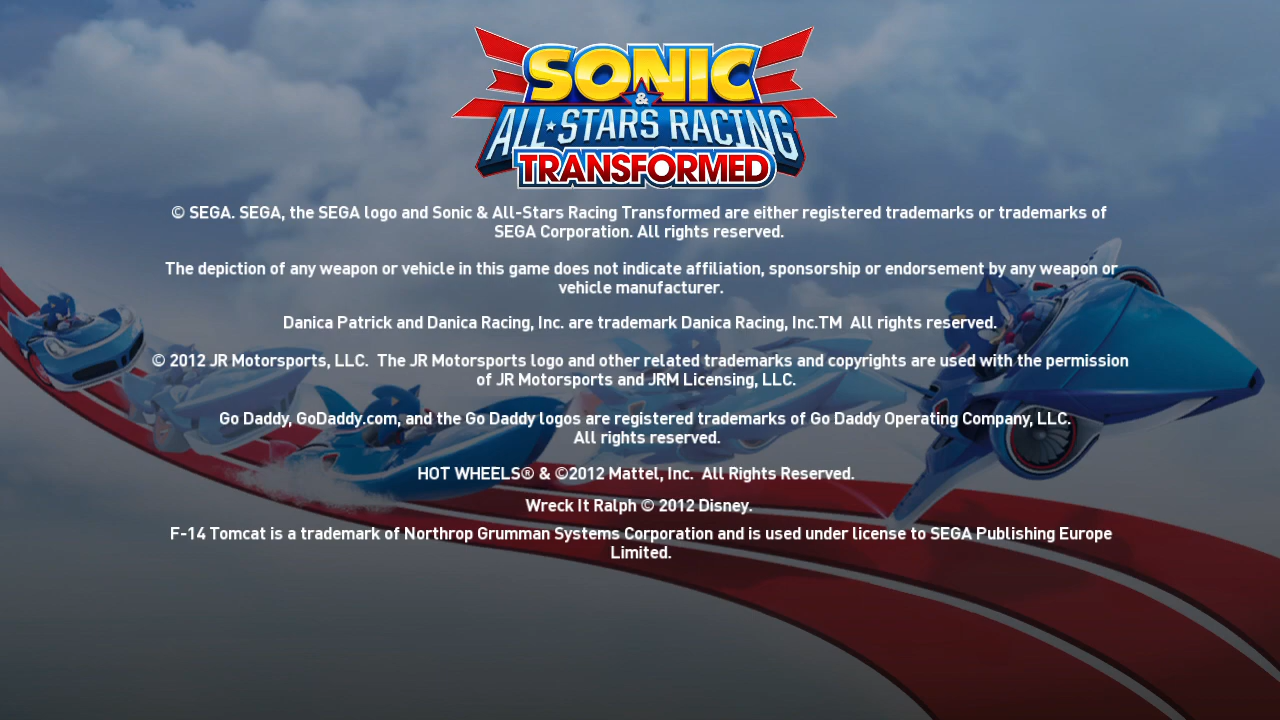 SONIC
&
ALL★STARS RACING
TRANSFORMED
© SEGA. SEGA, the SEGA logo and Sonic & All-Stars Racing Transformed are either registered trademarks or trademarks of
SEGA Corporation. All rights reserved.
The depiction of any weapon or vehicle in this game does not indicate affiliation, sponsorship or endorsement by any weapon or
vehicle manufacturer.
Danica Patrick and Danica Racing, Inc. are trademark Danica Racing, Inc.TM  All rights reserved.
© 2012 JR Motorsports, LLC.  The JR Motorsports logo and other related trademarks and copyrights are used with the permission
of JR Motorsports and JRM Licensing, LLC.
Go Daddy, GoDaddy.com, and the Go Daddy logos are registered trademarks of Go Daddy Operating Company, LLC.
All rights reserved.
HOT WHEELS® & ©2012 Mattel, Inc.  All Rights Reserved.
Wreck It Ralph © 2012 Disney.
F-14 Tomcat is a trademark of Northrop Grumman Systems Corporation and is used under license to SEGA Publishing Europe
Limited.